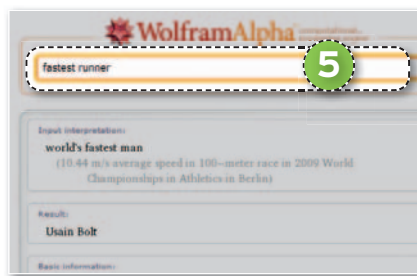 WolframAlpha
fastest runner
5
Input interpretation:
world's fastest man
(10.44 m/s average speed in 100-meter race in 2009 World
Championships in Athletics in Berlin)
Result:
Usain Bolt
Basic information: